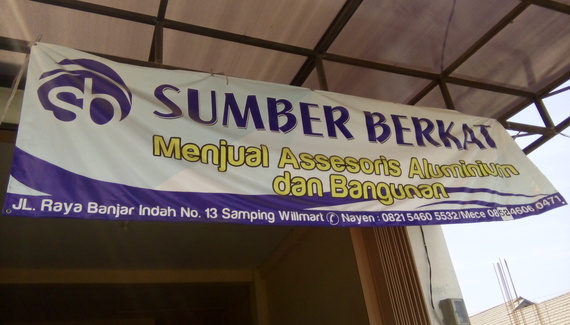 sb
SUMBER BERKAT
Menjual Assesoris Aluminium
dan Bangunan
JL. Raya Banjar Indah No. 13 Samping Willmart Nayen : 0821 5460 5532/Mece